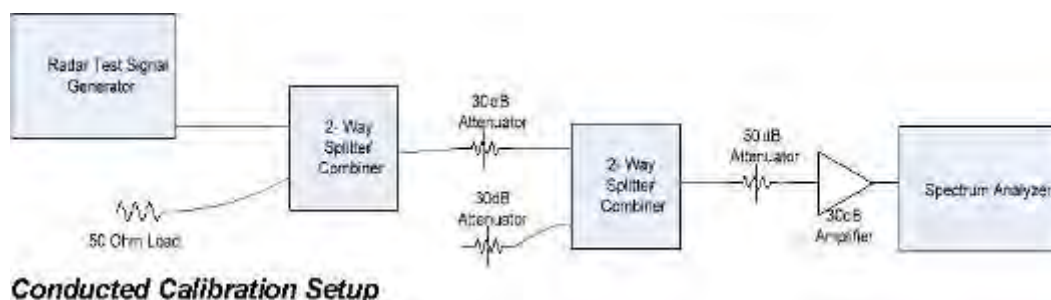 Radar Test Signal
Generator
2- Way
Splitter
Combiner
30dB
Attenuator
30dB
Attenuator
50 Ohm Load
2- Way
Splitter
Combiner
dB
Attenuator
30dB
Amplifier
Spectrum Analyzer
Conducted Calibration Setup